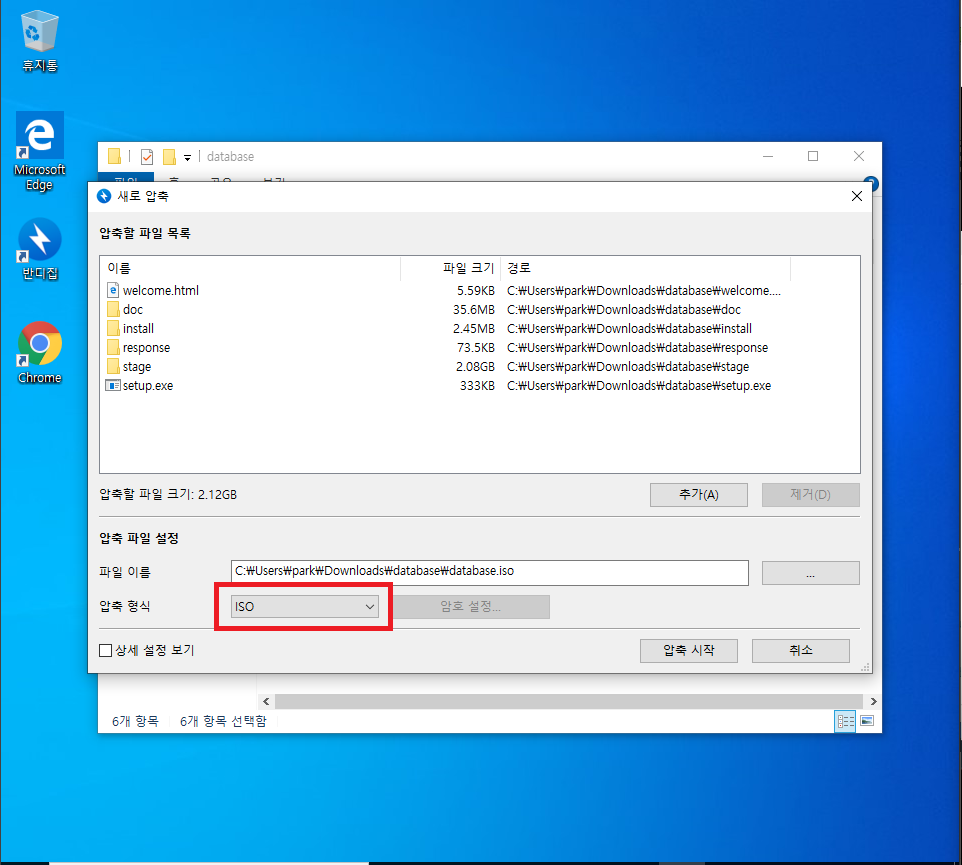 휴지통
Microsoft
Edge
반디집
Chrome
database
새로 압축
압축할 파일 목록
이름 파일 크기 경로
welcome.html 5.59KB C:₩Users₩park₩Downloads₩database₩welcome....
doc 35.6MB C:₩Users₩park₩Downloads₩database₩doc
install 2.45MB C:₩Users₩park₩Downloads₩database₩install
response 73.5KB C:₩Users₩park₩Downloads₩database₩response
stage 2.08GB C:₩Users₩park₩Downloads₩database₩stage
setup.exe 333KB C:₩Users₩park₩Downloads₩database₩setup.exe
압축할 파일 크기: 2.12GB 추가(A) 제거(D)
압축 파일 설정
파일 이름 C:₩Users₩park₩Downloads₩database₩database.iso ...
압축 형식 ISO 암호 설정...
상세 설정 보기 압축 시작 취소
6개 항목 6개 항목 선택함